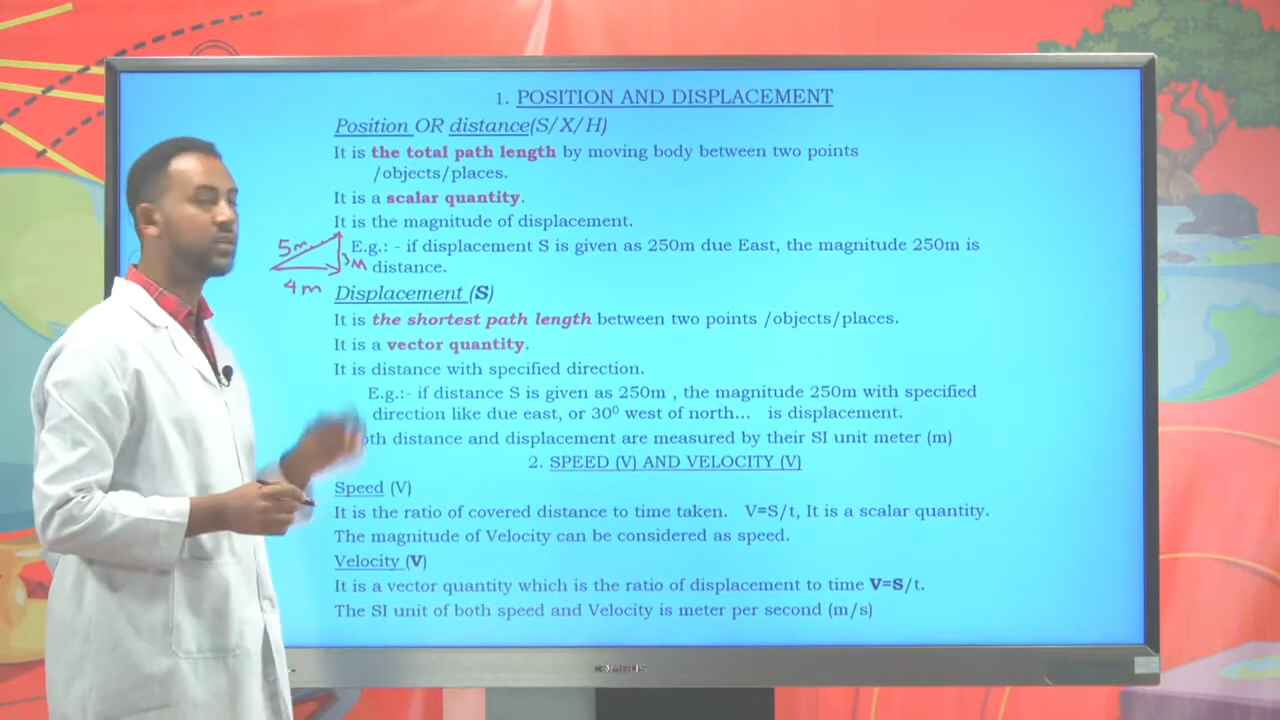 1. POSITION AND DISPLACEMENT
Position OR distance(S/X/H)
It is the total path length by moving body between two points
/objects/places.
It is a scalar quantity.
It is the magnitude of displacement.
5m
E.g.: - if displacement S is given as 250m due East, the magnitude 250m is
3M
distance.
4m
Displacement (S)
It is the shortest path length between two points /objects/places.
It is a vector quantity.
It is distance with specified direction.
E.g.:- if distance S is given as 250m , the magnitude 250m with specified
direction like due east, or 30⁰ west of north... is displacement.
oth distance and displacement are measured by their SI unit meter (m)
2. SPEED (V) AND VELOCITY (V)
Speed (V)
It is the ratio of covered distance to time taken. V=S/t, It is a scalar quantity.
The magnitude of Velocity can be considered as speed.
Velocity (V)
It is a vector quantity which is the ratio of displacement to time V=S/t.
The SI unit of both speed and Velocity is meter per second (m/s)